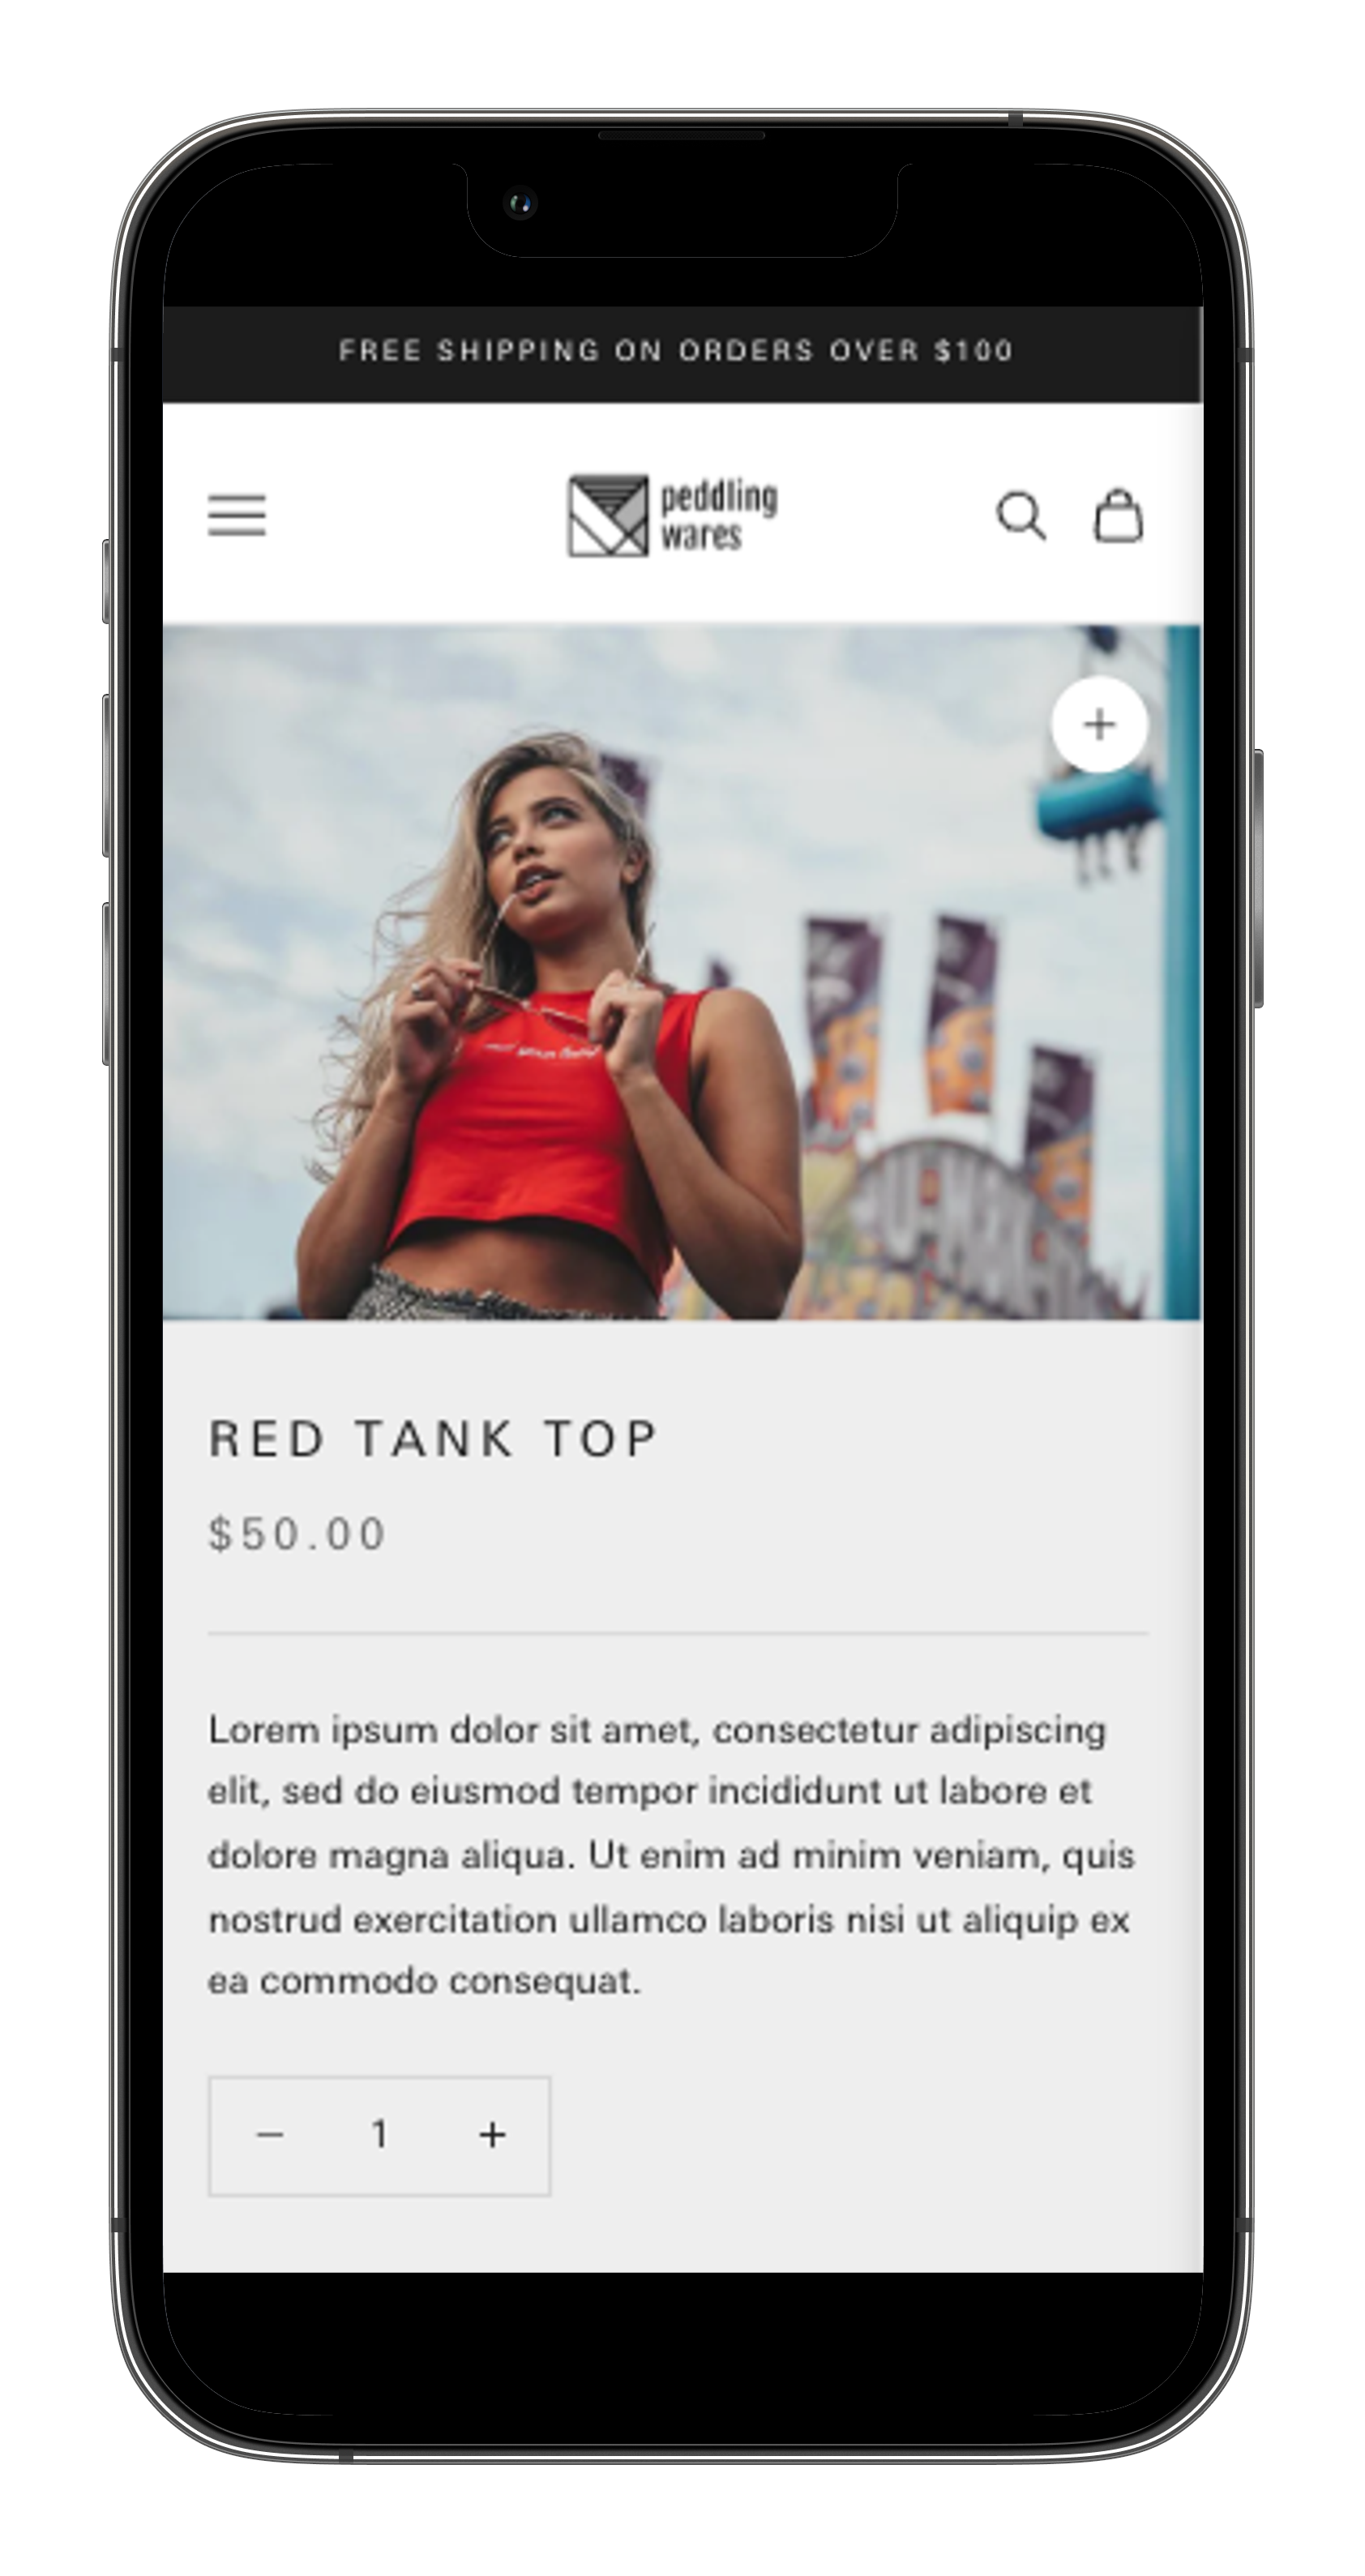 FREE SHIPPING ON ORDERS OVER $100
peddling
wares
RED TANK TOP
$50.00
Lorem ipsum dolor sit amet, consectetur adipiscing
elit, sed do eiusmod tempor incididunt ut labore et
dolore magna aliqua. Ut enim ad minim veniam, quis
nostrud exercitation ullamco laboris nisi ut aliquip ex
ea commodo consequat.
− 1 +